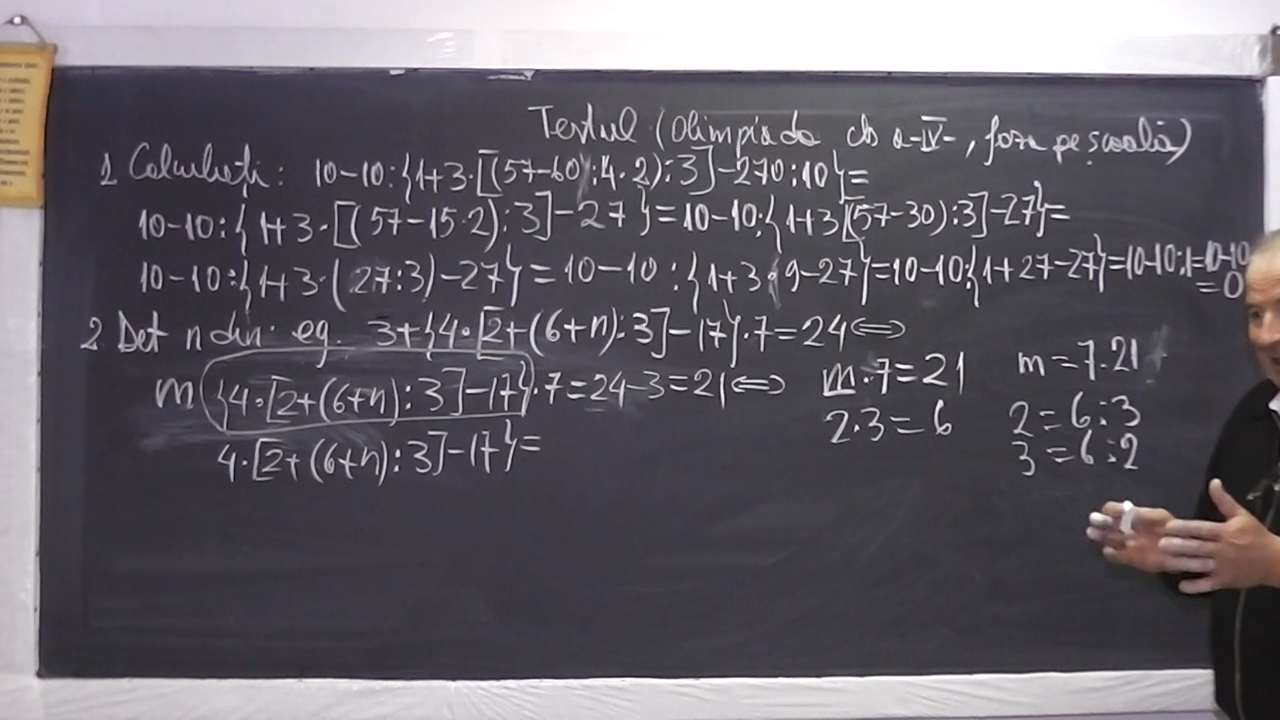 Testul (Olimpiada cls a-IV-, faza pe școală)
1 Calculați: 10-10:{1+3·[(57-60:4·2):3]-270:10}=
10-10:{1+3·[(57-15·2):3]-27}=10-10:{1+3[(57-30):3]-27}=
10-10:{1+3·(27:3)-27}=10-10:{1+3·9-27}=10-10:{1+27-27}=10-10:1=10-10
=0
2 Det n din eg. 3+{4·[2+(6+n):3]-17}·7=24⟺
m {4·[2+(6+n):3]-17}·7=24-3=21⟺ m·7=21 m=7·21
2·3=6 2=6:3
4·[2+(6+n):3]-17}= 3=6:2